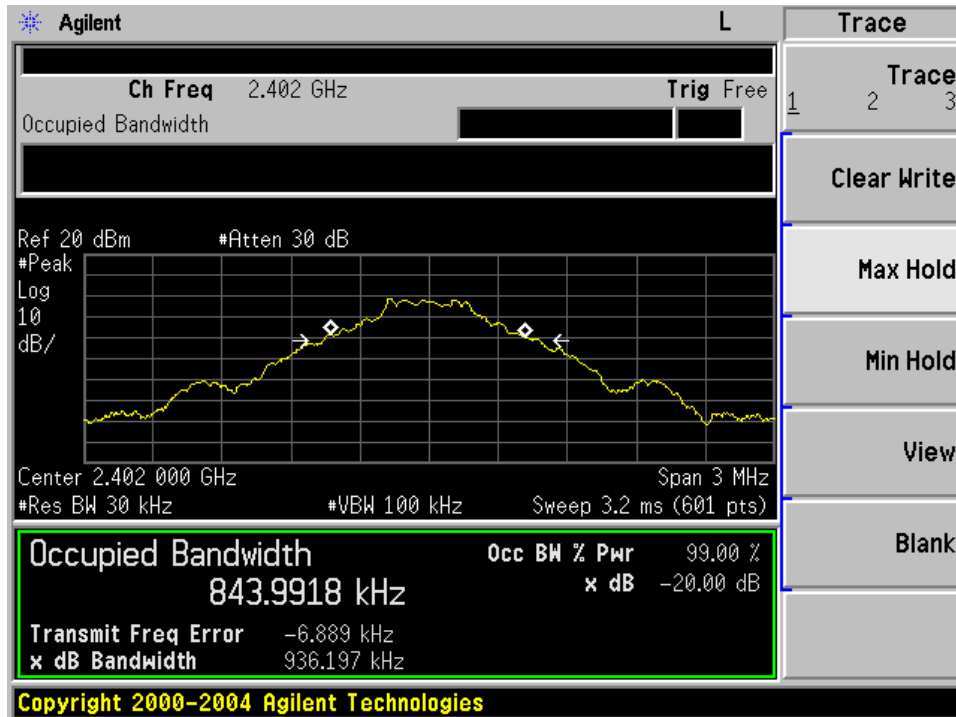 Agilent L Trace
Ch Freq 2.402 GHz Trig Free
Occupied Bandwidth
Trace
1 2 3
Clear Write
Max Hold
Min Hold
View
Blank
Ref 20 dBm #Atten 30 dB
#Peak
Log
10
dB/
Center 2.402 000 GHz Span 3 MHz
#Res BW 30 kHz #VBW 100 kHz Sweep 3.2 ms (601 pts)
Occupied Bandwidth Occ BW % Pwr 99.00 %
843.9918 kHz x dB -20.00 dB
Transmit Freq Error -6.889 kHz
x dB Bandwidth 936.197 kHz
Copyright 2000-2004 Agilent Technologies